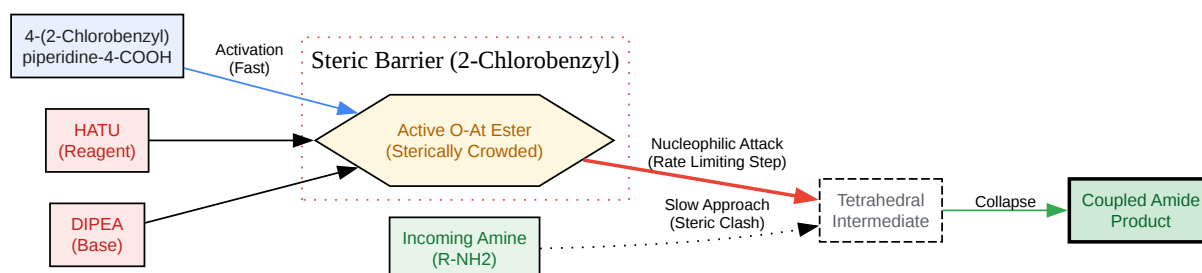 4-(2-Chlorobenzyl)
piperidine-4-COOH
Activation
(Fast)
Steric Barrier (2-Chlorobenzyl)
HATU
(Reagent)
Active O-At Ester
(Sterically Crowded)
DIPEA
(Base)
Nucleophilic Attack
(Rate Limiting Step)
Slow Approach
(Steric Clash)
Incoming Amine
(R-NH2)
Tetrahedral
Intermediate
Collapse
Coupled Amide
Product